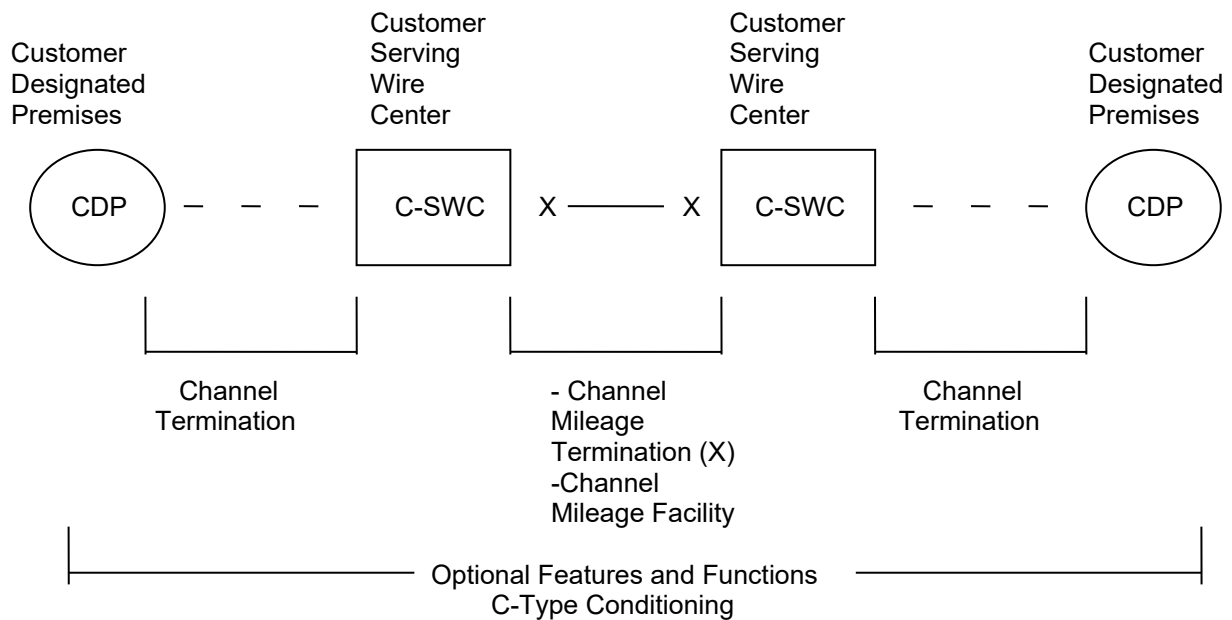 Customer
Designated
Premises
Customer
Serving
Wire
Center
Customer
Serving
Wire
Center
Customer
Designated
Premises
CDP
C-SWC
X
X
C-SWC
CDP
Channel
Termination
- Channel
Mileage
Termination (X)
-Channel
Mileage Facility
Channel
Termination
Optional Features and Functions
C-Type Conditioning